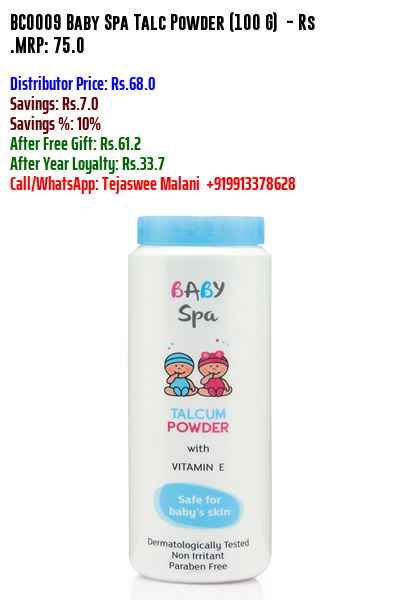 BC0009 Baby Spa Talc Powder (100 G) - Rs
.MRP: 75.0
Distributor Price: Rs.68.0
Savings: Rs.7.0
Savings %: 10%
After Free Gift: Rs.61.2
After Year Loyalty: Rs.33.7
Call/WhatsApp: Tejaswee Malani +919913378628
BABY
Spa
TALCUM
POWDER
with
VITAMIN E
Safe for
baby's skin
Dermatologically Tested
Non Irritant
Paraben Free